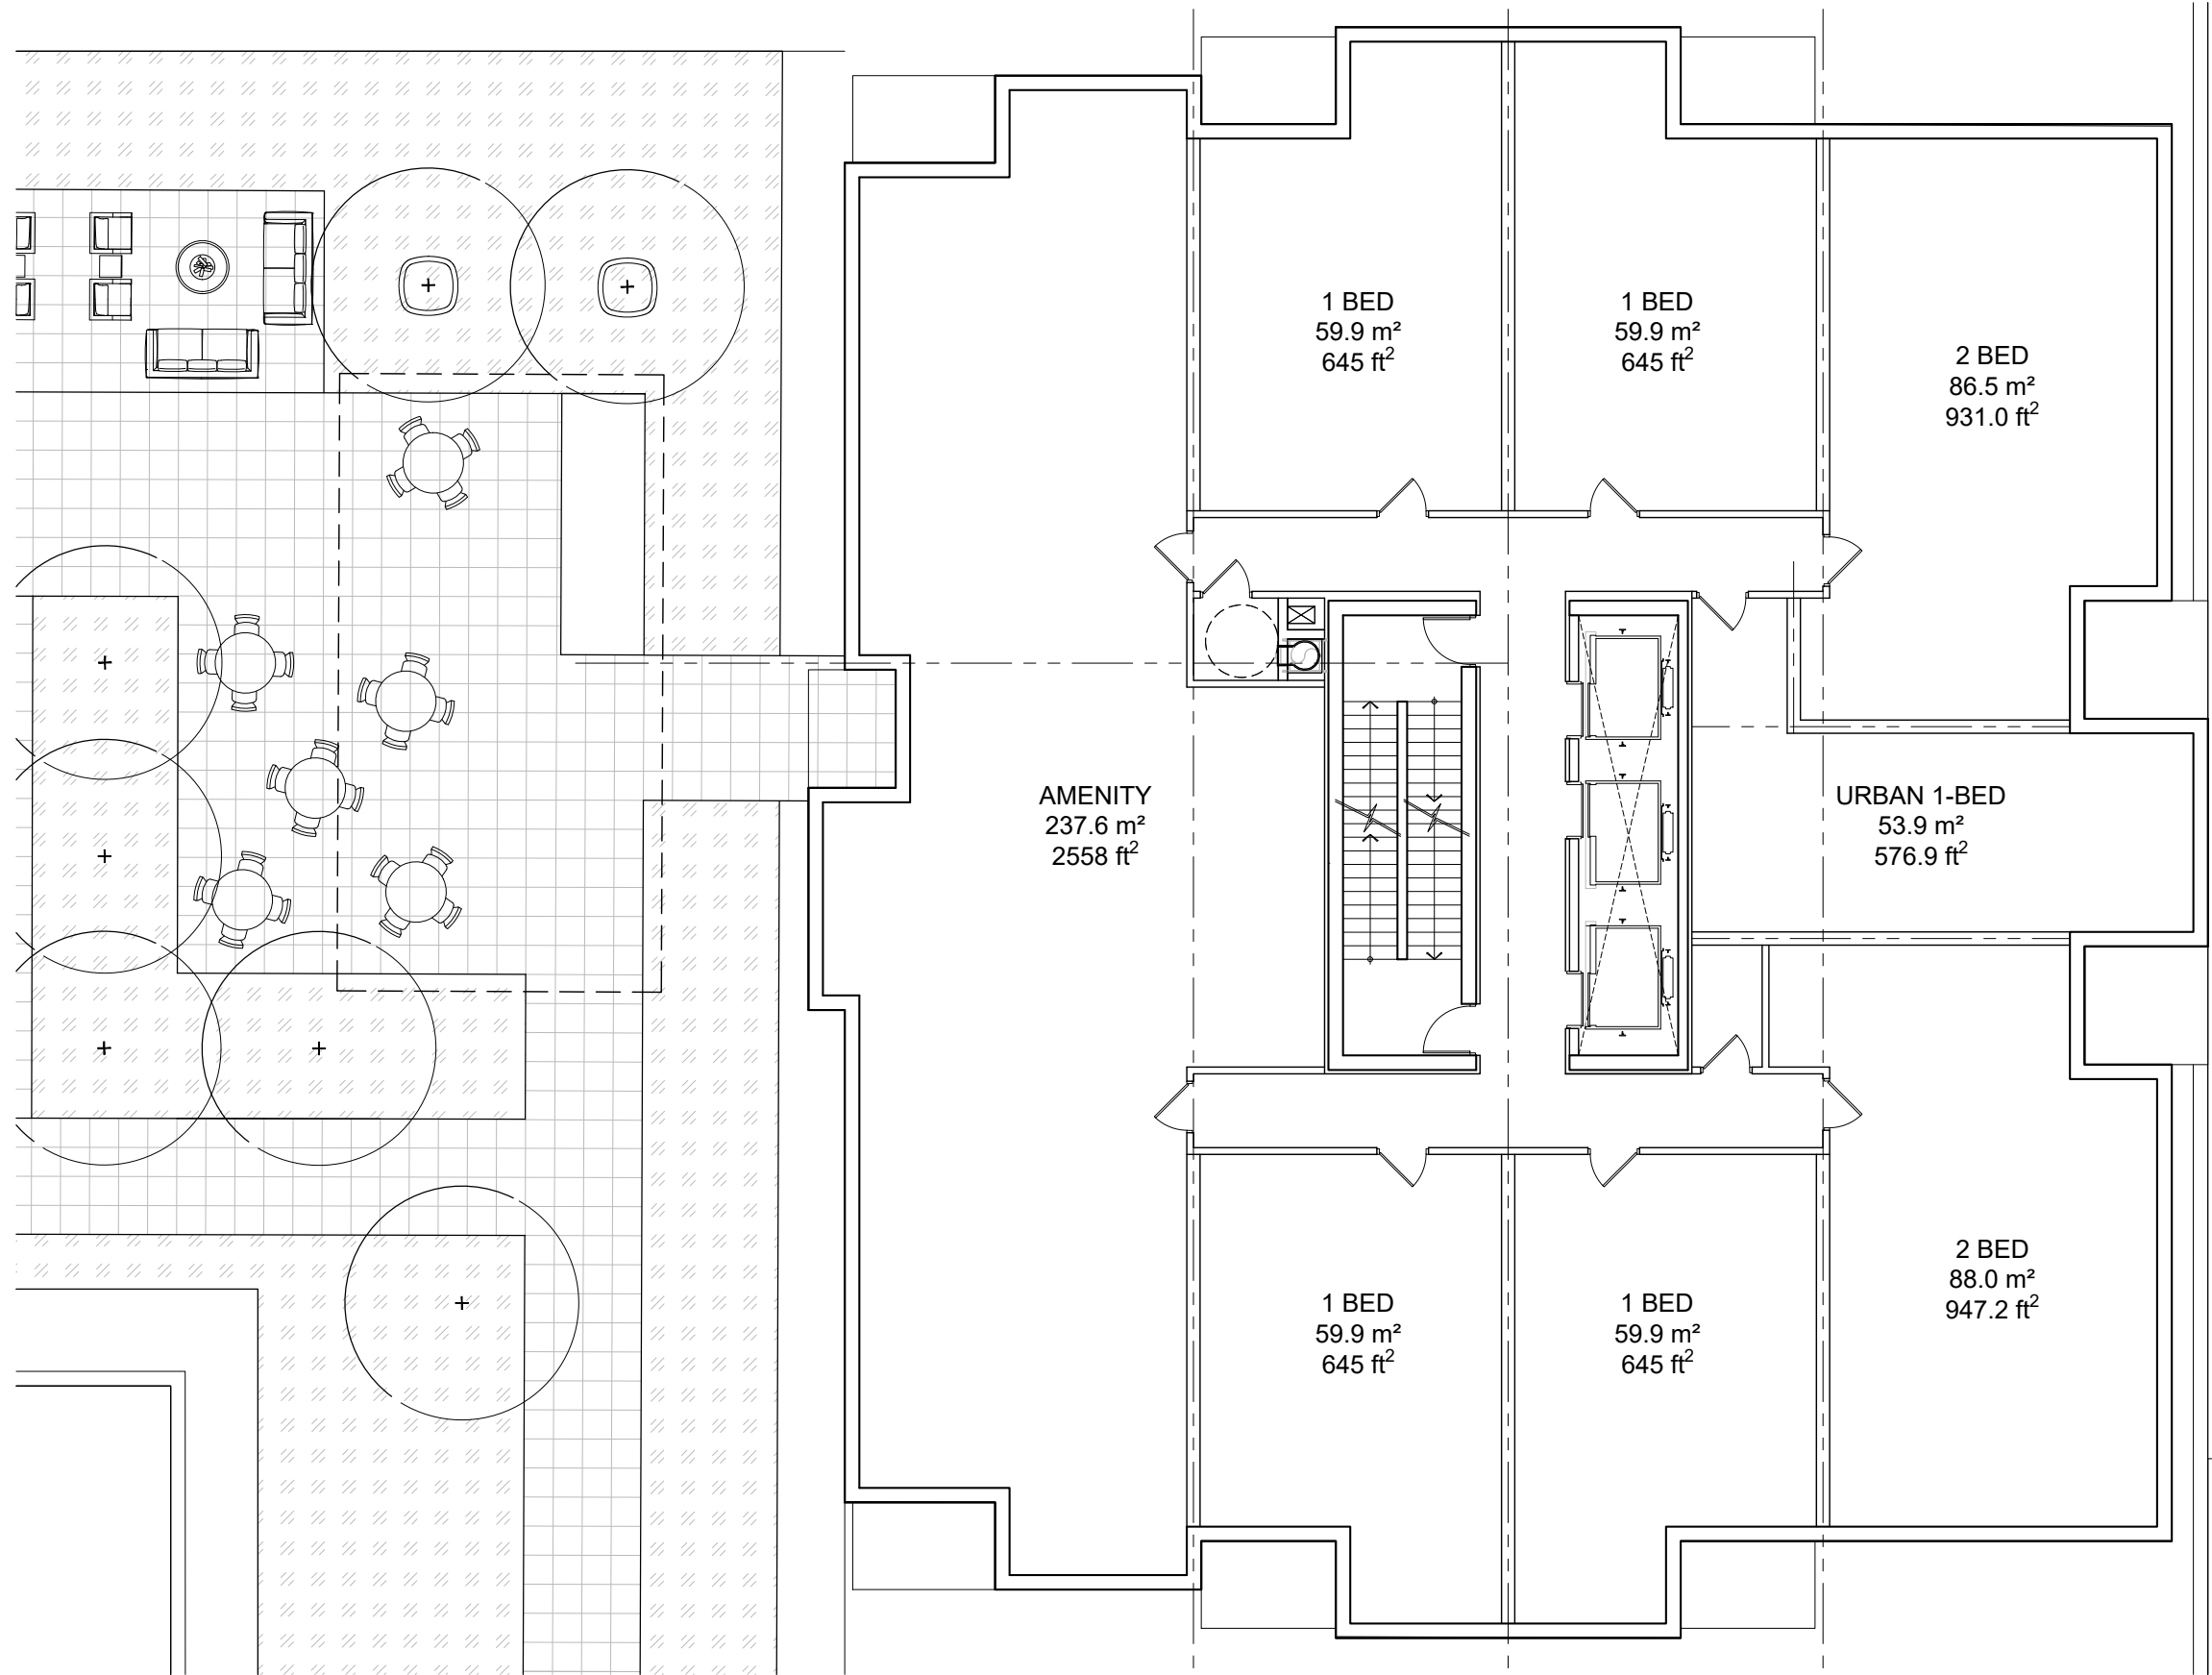 1 BED
59.9 m²
645 ft²
1 BED
59.9 m²
645 ft²
2 BED
86.5 m²
931.0 ft²
AMENITY
237.6 m²
2558 ft²
URBAN 1-BED
53.9 m²
576.9 ft²
1 BED
59.9 m²
645 ft²
1 BED
59.9 m²
645 ft²
2 BED
88.0 m²
947.2 ft²